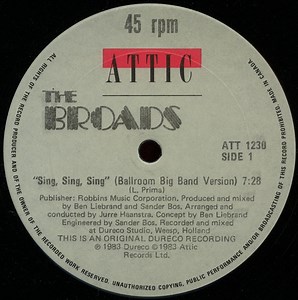 45 rpm
ATTIC
THE
BROADS
ATT 1230
SIDE 1
"Sing, Sing, Sing" (Ballroom Big Band Version) 7:28
(L. Prima)
Publisher: Robbins Music Corporation. Produced and mixed
by Ben Liebrand and Sander Bos. Arranged and
conducted by Jurre Haanstra. Concept by Ben Liebrand
Engineered by Sander Bos. Recorded and mixed at
Dureco Studio, Weesp, Holland
THIS IS AN ORIGINAL DURECO RECORDING
℗1983 Dureco ©1983 Attic
Records Ltd.
ALL RIGHTS OF THE RECORD PRODUCER AND OF THE OWNER OF THE RECORDED WORK RESERVED. UNAUTHORIZED COPYING, PUBLIC PERFORMANCE AND/OR BROADCASTING OF THIS RECORD PROHIBITED. MADE IN CANADA.